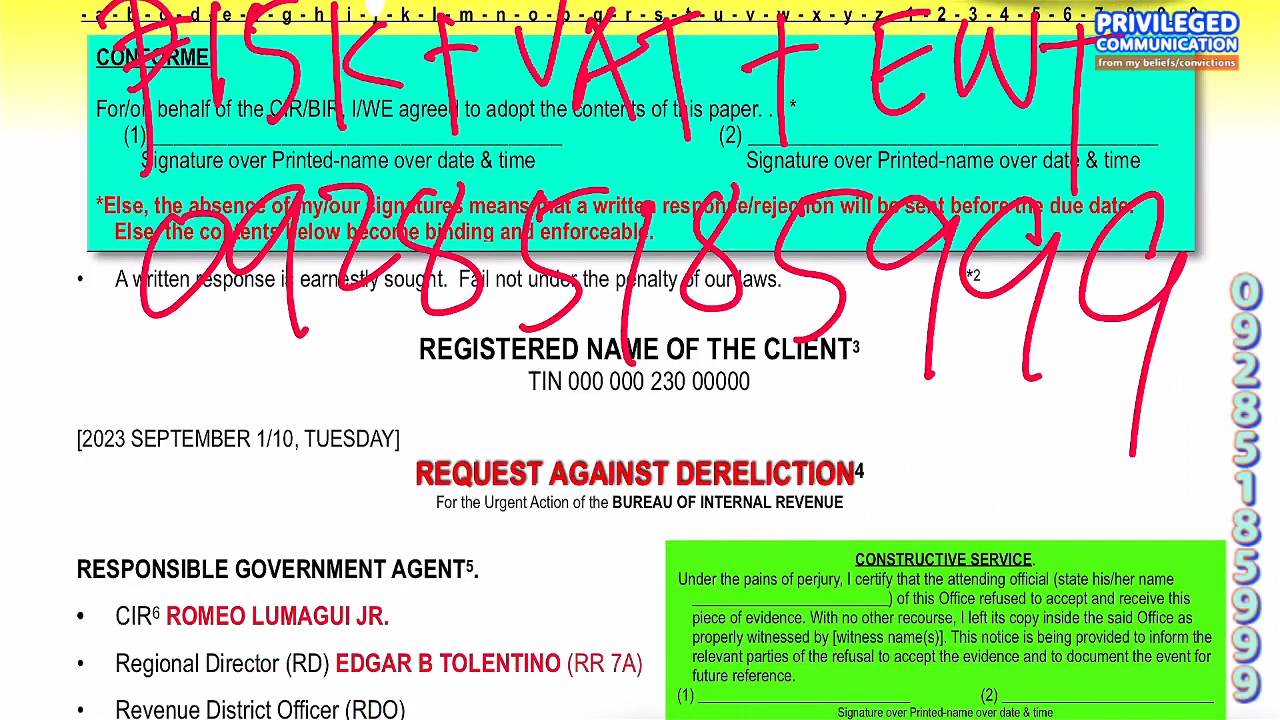 - a - b - c - d - e - f - g - h - i - j - k - l - m - n - o - p - q - r - s - t - u - v - w - x - y - z - 1 - 2 - 3 - 4 - 5 - 6 - 7 - 8 - 9 - 0
PRIVILEGED
COMMUNICATION
from my beliefs/convictions
RISK + VAT + EWT
CONFORME
For/on behalf of the CIR/BIR, I/WE agreed to adopt the contents of this paper. . . *
(1) (2)
Signature over Printed-name over date & time Signature over Printed-name over date & time
09285185999
*Else, the absence of my/our signatures means that a written response/rejection will be sent before the due date.
Else, the contents below become binding and enforceable.
• A written response is earnestly sought. Fail not under the penalty of our laws. *2
REGISTERED NAME OF THE CLIENT3
TIN 000 000 230 00000
[2023 SEPTEMBER 1/10, TUESDAY]
REQUEST AGAINST DERELICTION4
For the Urgent Action of the BUREAU OF INTERNAL REVENUE
RESPONSIBLE GOVERNMENT AGENT5.
• CIR6 ROMEO LUMAGUI JR.
• Regional Director (RD) EDGAR B TOLENTINO (RR 7A)
• Revenue District Officer (RDO)
CONSTRUCTIVE SERVICE.
Under the pains of perjury, I certify that the attending official (state his/her name
) of this Office refused to accept and receive this
piece of evidence. With no other recourse, I left its copy inside the said Office as
properly witnessed by [witness name(s)]. This notice is being provided to inform the
relevant parties of the refusal to accept the evidence and to document the event for
future reference.
(1) (2)
Signature over Printed-name over date & time
09285185999